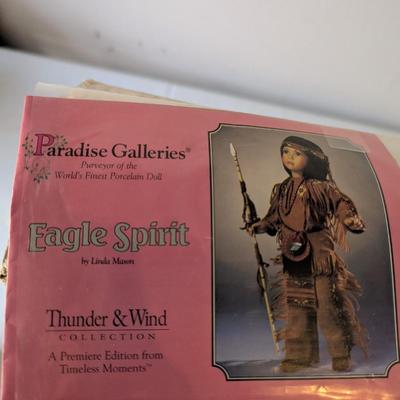 Paradise Galleries®
Purveyor of the
World's Finest Porcelain Doll
Eagle Spirit
by Linda Mason
Thunder & Wind
COLLECTION
A Premiere Edition from
Timeless Moments™